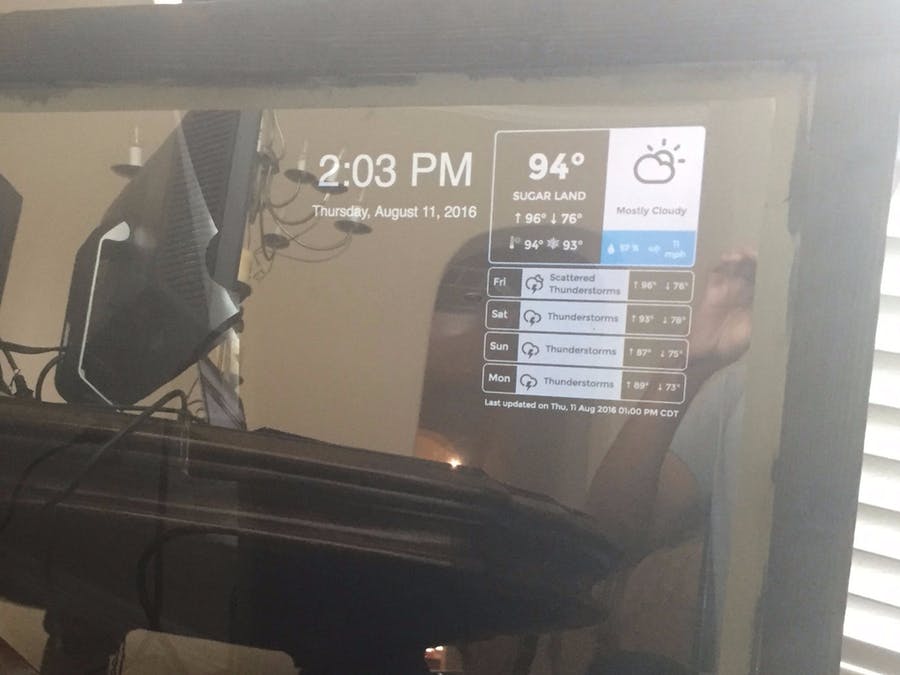 2:03 PM
Thursday, August 11, 2016
94°
SUGAR LAND
↑ 96° ↓ 76°
94° 93°
Mostly Cloudy
11
mph
Fri Scattered Thunderstorms ↑ 96° ↓ 76°
Sat Thunderstorms ↑ 93° ↓ 78°
Sun Thunderstorms ↑ 87° ↓ 75°
Mon Thunderstorms ↑ 89° ↓ 73°
Last updated on Thu, 11 Aug 2016 01:00 PM CDT